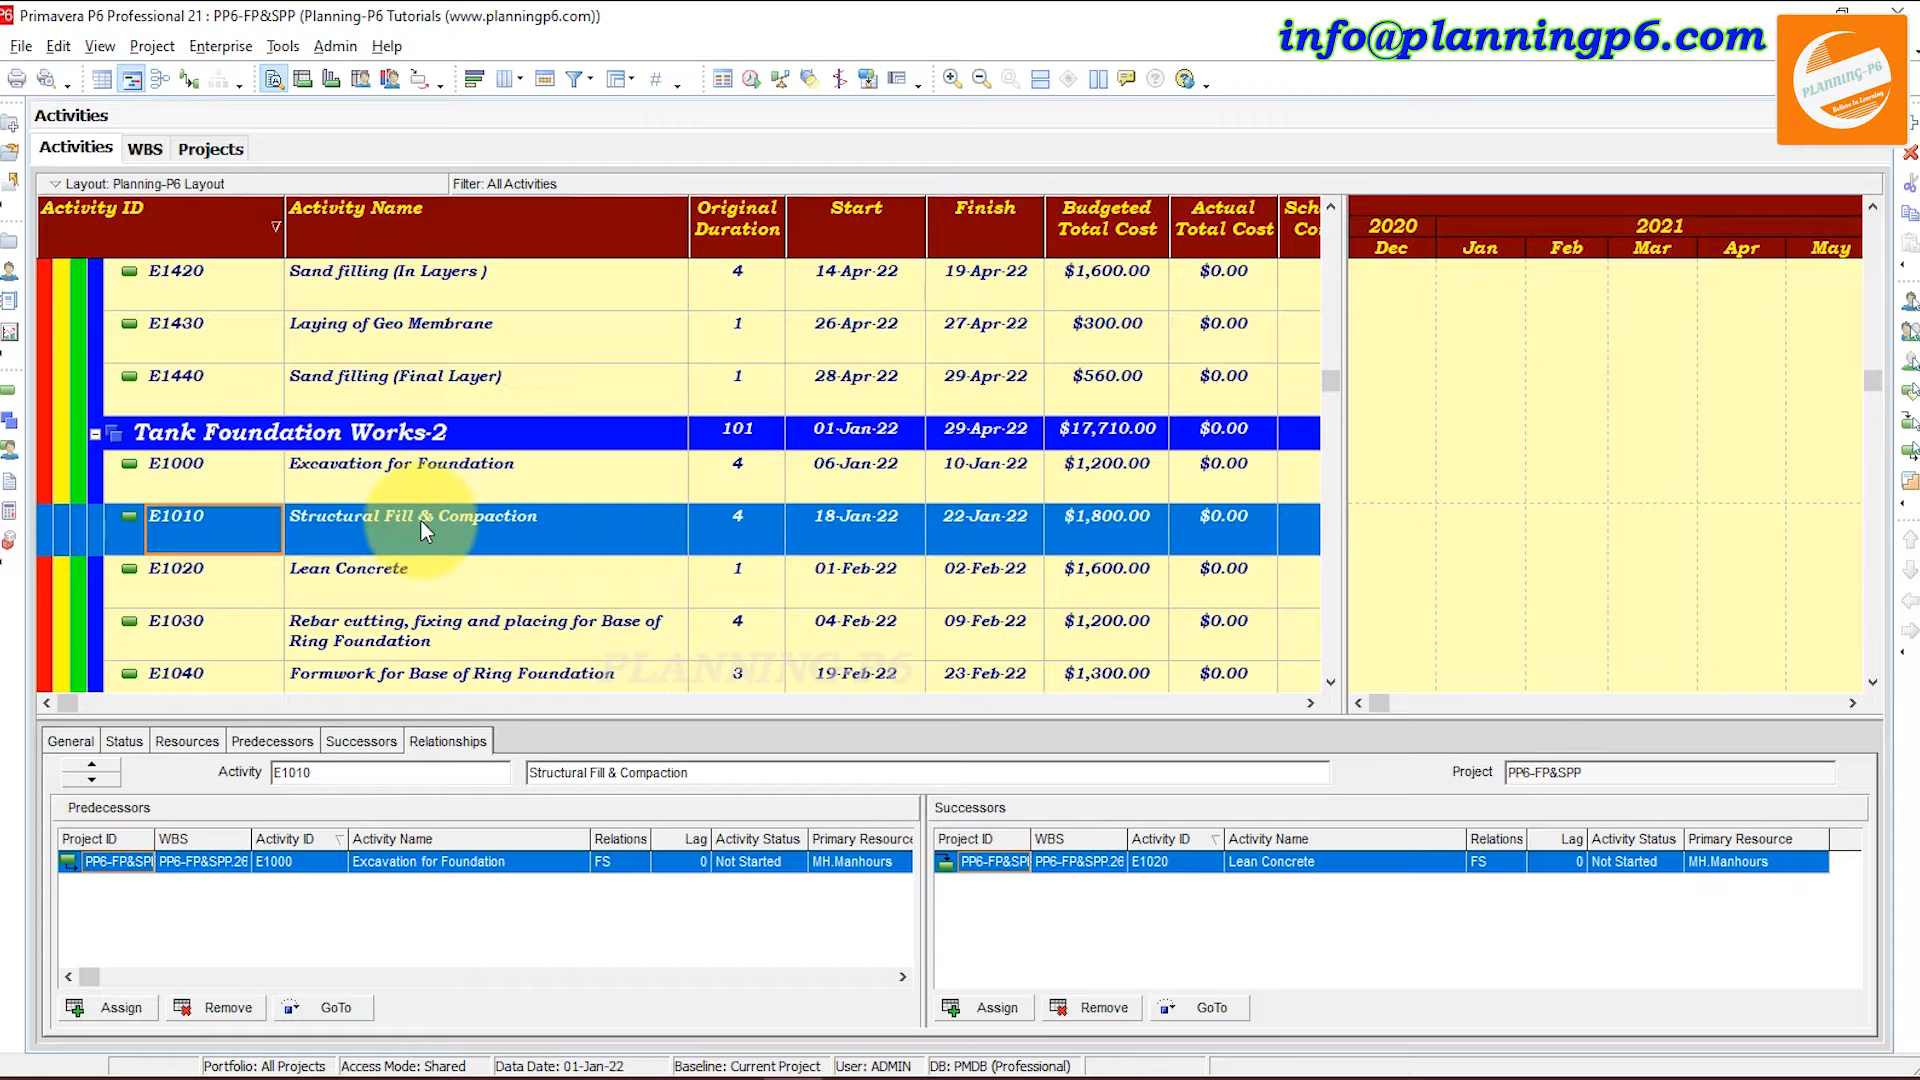 Primavera P6 Professional 21 : PP6-FP&SPP (Planning-P6 Tutorials (www.planningp6.com))
info@planningp6.com
PLANNING-P6
Believe In Learning
File Edit View Project Enterprise Tools Admin Help
Activities
Activities WBS Projects
Layout: Planning-P6 Layout Filter: All Activities
Activity ID Activity Name Original Duration Start Finish Budgeted Total Cost Actual Total Cost Sch Co
2020 2021
Dec Jan Feb Mar Apr May
E1420 Sand filling (In Layers ) 4 14-Apr-22 19-Apr-22 $1,600.00 $0.00
E1430 Laying of Geo Membrane 1 26-Apr-22 27-Apr-22 $300.00 $0.00
E1440 Sand filling (Final Layer) 1 28-Apr-22 29-Apr-22 $560.00 $0.00
Tank Foundation Works-2 101 01-Jan-22 29-Apr-22 $17,710.00 $0.00
E1000 Excavation for Foundation 4 06-Jan-22 10-Jan-22 $1,200.00 $0.00
E1010 Structural Fill & Compaction 4 18-Jan-22 22-Jan-22 $1,800.00 $0.00
E1020 Lean Concrete 1 01-Feb-22 02-Feb-22 $1,600.00 $0.00
E1030 Rebar cutting, fixing and placing for Base of 4 04-Feb-22 09-Feb-22 $1,200.00 $0.00
Ring Foundation
PLANNING-P6
E1040 Formwork for Base of Ring Foundation 3 19-Feb-22 23-Feb-22 $1,300.00 $0.00
General Status Resources Predecessors Successors Relationships
Activity E1010 Structural Fill & Compaction Project PP6-FP&SPP
Predecessors Successors
Project ID WBS Activity ID Activity Name Relations Lag Activity Status Primary Resource
PP6-FP&SPI PP6-FP&SPP.26 E1000 Excavation for Foundation FS 0 Not Started MH.Manhours
Project ID WBS Activity ID Activity Name Relations Lag Activity Status Primary Resource
PP6-FP&SPI PP6-FP&SPP.26 E1020 Lean Concrete FS 0 Not Started MH.Manhours
Assign Remove GoTo Assign Remove GoTo
Portfolio: All Projects Access Mode: Shared Data Date: 01-Jan-22 Baseline: Current Project User: ADMIN DB: PMDB (Professional)